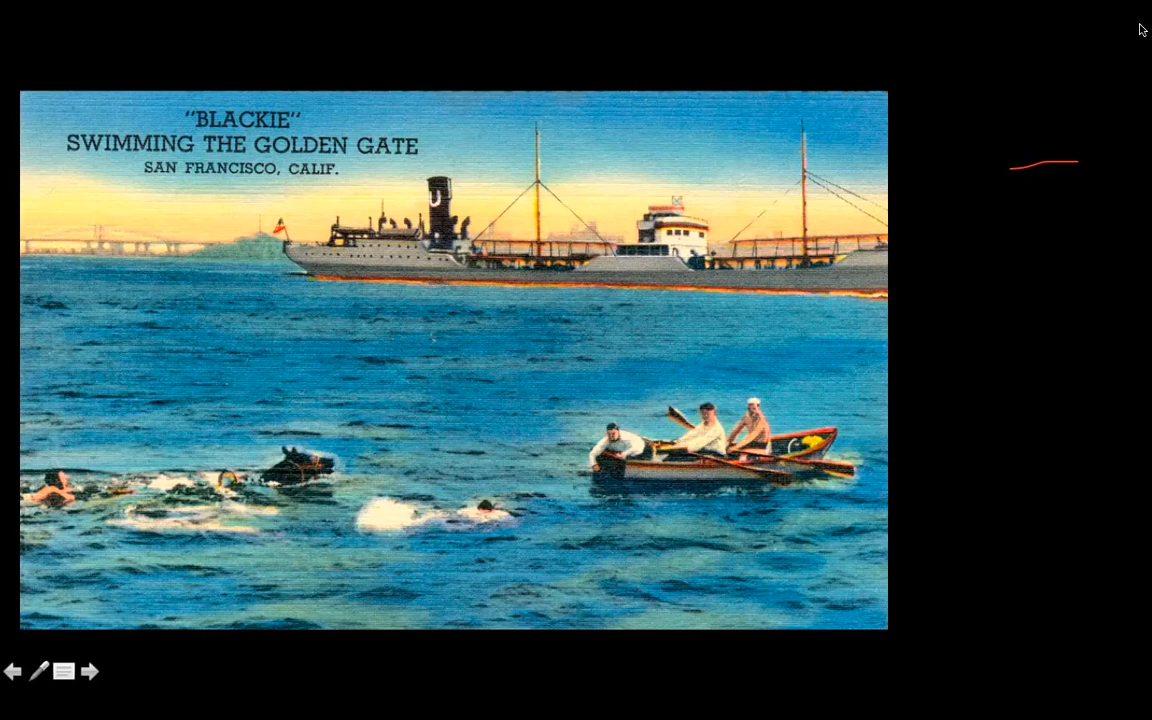 "BLACKIE"
SWIMMING THE GOLDEN GATE
SAN FRANCISCO, CALIF.
U